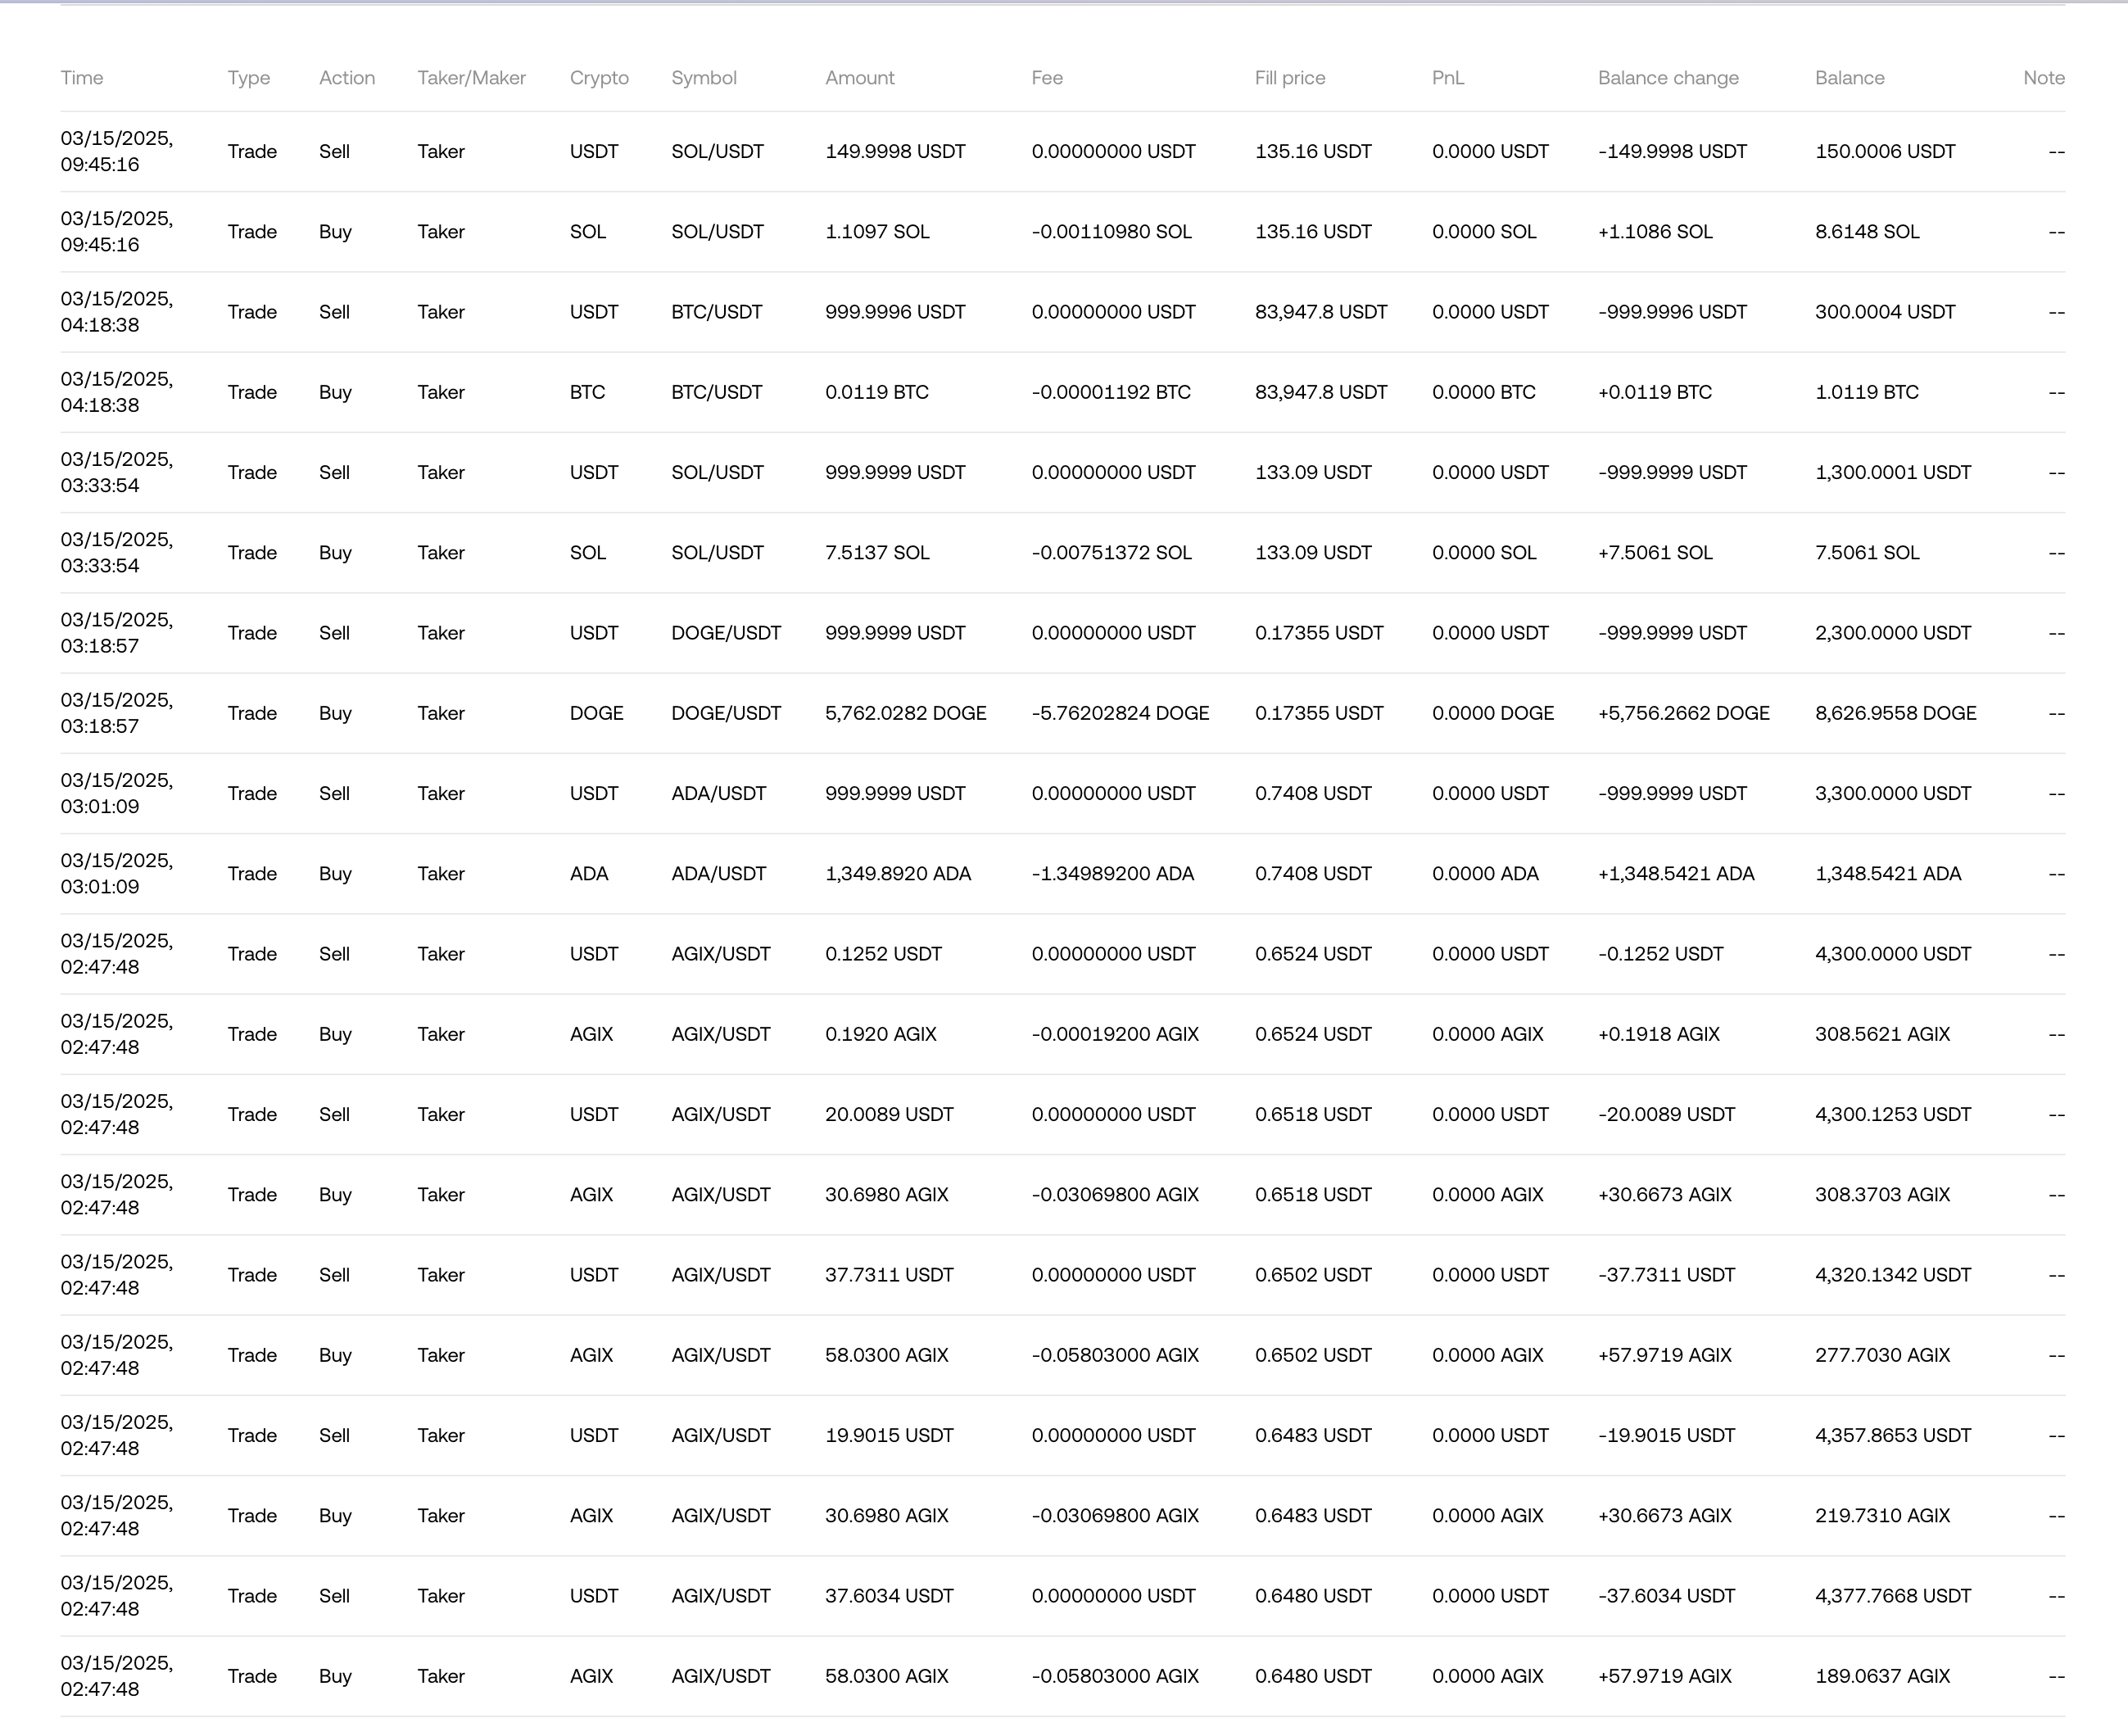 Time Type Action Taker/Maker Crypto Symbol Amount Fee Fill price PnL Balance change Balance Note
03/15/2025,
09:45:16 Trade Sell Taker USDT SOL/USDT 149.9998 USDT 0.00000000 USDT 135.16 USDT 0.0000 USDT -149.9998 USDT 150.0006 USDT --
03/15/2025,
09:45:16 Trade Buy Taker SOL SOL/USDT 1.1097 SOL -0.00110980 SOL 135.16 USDT 0.0000 SOL +1.1086 SOL 8.6148 SOL --
03/15/2025,
04:18:38 Trade Sell Taker USDT BTC/USDT 999.9996 USDT 0.00000000 USDT 83,947.8 USDT 0.0000 USDT -999.9996 USDT 300.0004 USDT --
03/15/2025,
04:18:38 Trade Buy Taker BTC BTC/USDT 0.0119 BTC -0.00001192 BTC 83,947.8 USDT 0.0000 BTC +0.0119 BTC 1.0119 BTC --
03/15/2025,
03:33:54 Trade Sell Taker USDT SOL/USDT 999.9999 USDT 0.00000000 USDT 133.09 USDT 0.0000 USDT -999.9999 USDT 1,300.0001 USDT --
03/15/2025,
03:33:54 Trade Buy Taker SOL SOL/USDT 7.5137 SOL -0.00751372 SOL 133.09 USDT 0.0000 SOL +7.5061 SOL 7.5061 SOL --
03/15/2025,
03:18:57 Trade Sell Taker USDT DOGE/USDT 999.9999 USDT 0.00000000 USDT 0.17355 USDT 0.0000 USDT -999.9999 USDT 2,300.0000 USDT --
03/15/2025,
03:18:57 Trade Buy Taker DOGE DOGE/USDT 5,762.0282 DOGE -5.76202824 DOGE 0.17355 USDT 0.0000 DOGE +5,756.2662 DOGE 8,626.9558 DOGE --
03/15/2025,
03:01:09 Trade Sell Taker USDT ADA/USDT 999.9999 USDT 0.00000000 USDT 0.7408 USDT 0.0000 USDT -999.9999 USDT 3,300.0000 USDT --
03/15/2025,
03:01:09 Trade Buy Taker ADA ADA/USDT 1,349.8920 ADA -1.34989200 ADA 0.7408 USDT 0.0000 ADA +1,348.5421 ADA 1,348.5421 ADA --
03/15/2025,
02:47:48 Trade Sell Taker USDT AGIX/USDT 0.1252 USDT 0.00000000 USDT 0.6524 USDT 0.0000 USDT -0.1252 USDT 4,300.0000 USDT --
03/15/2025,
02:47:48 Trade Buy Taker AGIX AGIX/USDT 0.1920 AGIX -0.00019200 AGIX 0.6524 USDT 0.0000 AGIX +0.1918 AGIX 308.5621 AGIX --
03/15/2025,
02:47:48 Trade Sell Taker USDT AGIX/USDT 20.0089 USDT 0.00000000 USDT 0.6518 USDT 0.0000 USDT -20.0089 USDT 4,300.1253 USDT --
03/15/2025,
02:47:48 Trade Buy Taker AGIX AGIX/USDT 30.6980 AGIX -0.03069800 AGIX 0.6518 USDT 0.0000 AGIX +30.6673 AGIX 308.3703 AGIX --
03/15/2025,
02:47:48 Trade Sell Taker USDT AGIX/USDT 37.7311 USDT 0.00000000 USDT 0.6502 USDT 0.0000 USDT -37.7311 USDT 4,320.1342 USDT --
03/15/2025,
02:47:48 Trade Buy Taker AGIX AGIX/USDT 58.0300 AGIX -0.05803000 AGIX 0.6502 USDT 0.0000 AGIX +57.9719 AGIX 277.7030 AGIX --
03/15/2025,
02:47:48 Trade Sell Taker USDT AGIX/USDT 19.9015 USDT 0.00000000 USDT 0.6483 USDT 0.0000 USDT -19.9015 USDT 4,357.8653 USDT --
03/15/2025,
02:47:48 Trade Buy Taker AGIX AGIX/USDT 30.6980 AGIX -0.03069800 AGIX 0.6483 USDT 0.0000 AGIX +30.6673 AGIX 219.7310 AGIX --
03/15/2025,
02:47:48 Trade Sell Taker USDT AGIX/USDT 37.6034 USDT 0.00000000 USDT 0.6480 USDT 0.0000 USDT -37.6034 USDT 4,377.7668 USDT --
03/15/2025,
02:47:48 Trade Buy Taker AGIX AGIX/USDT 58.0300 AGIX -0.05803000 AGIX 0.6480 USDT 0.0000 AGIX +57.9719 AGIX 189.0637 AGIX --